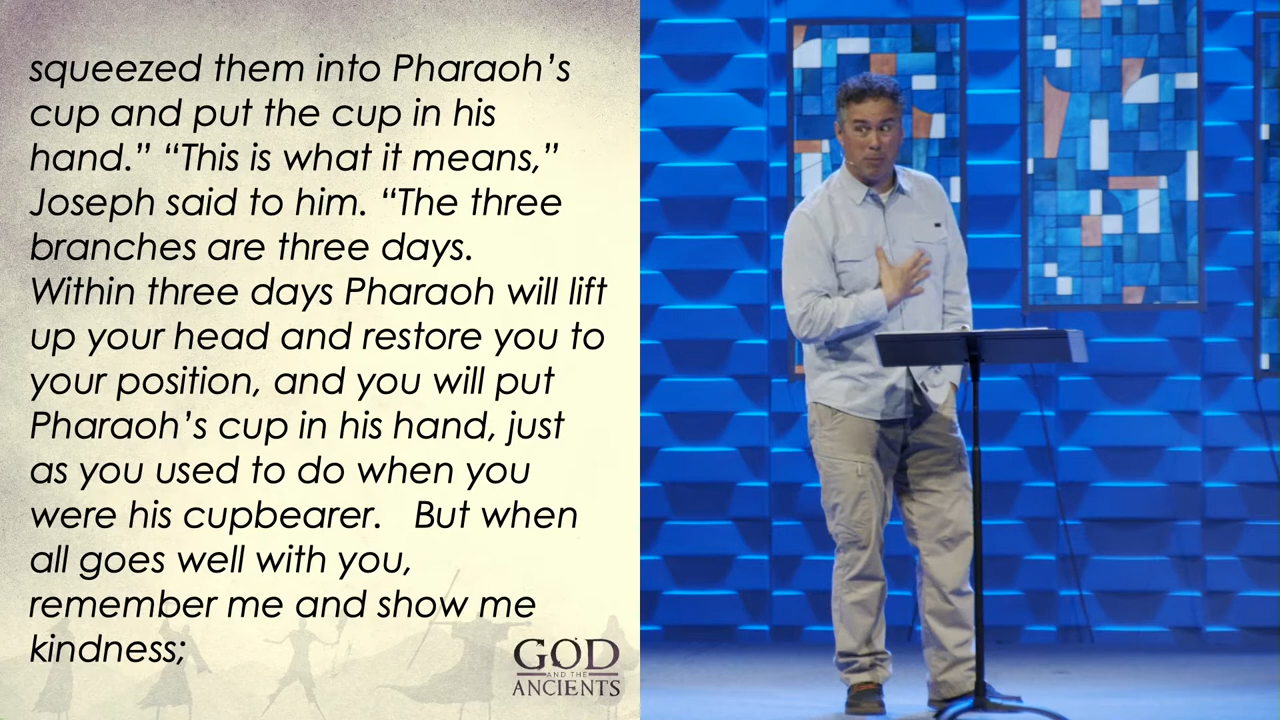 squeezed them into Pharaoh’s
cup and put the cup in his
hand.” “This is what it means,”
Joseph said to him. “The three
branches are three days.
Within three days Pharaoh will lift
up your head and restore you to
your position, and you will put
Pharaoh’s cup in his hand, just
as you used to do when you
were his cupbearer.   But when
all goes well with you,
remember me and show me
kindness;
GOD
AND THE
ANCIENTS